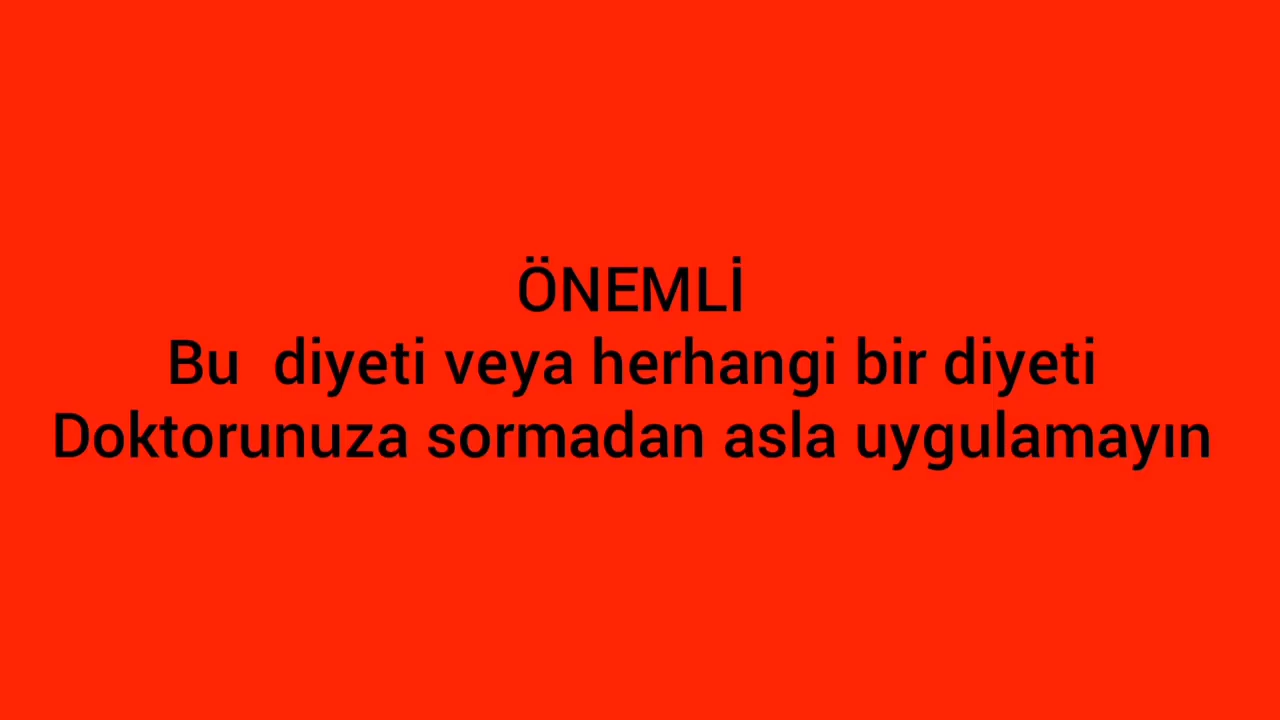 ÖNEMLİ
Bu diyeti veya herhangi bir diyeti
Doktorunuza sormadan asla uygulamayın